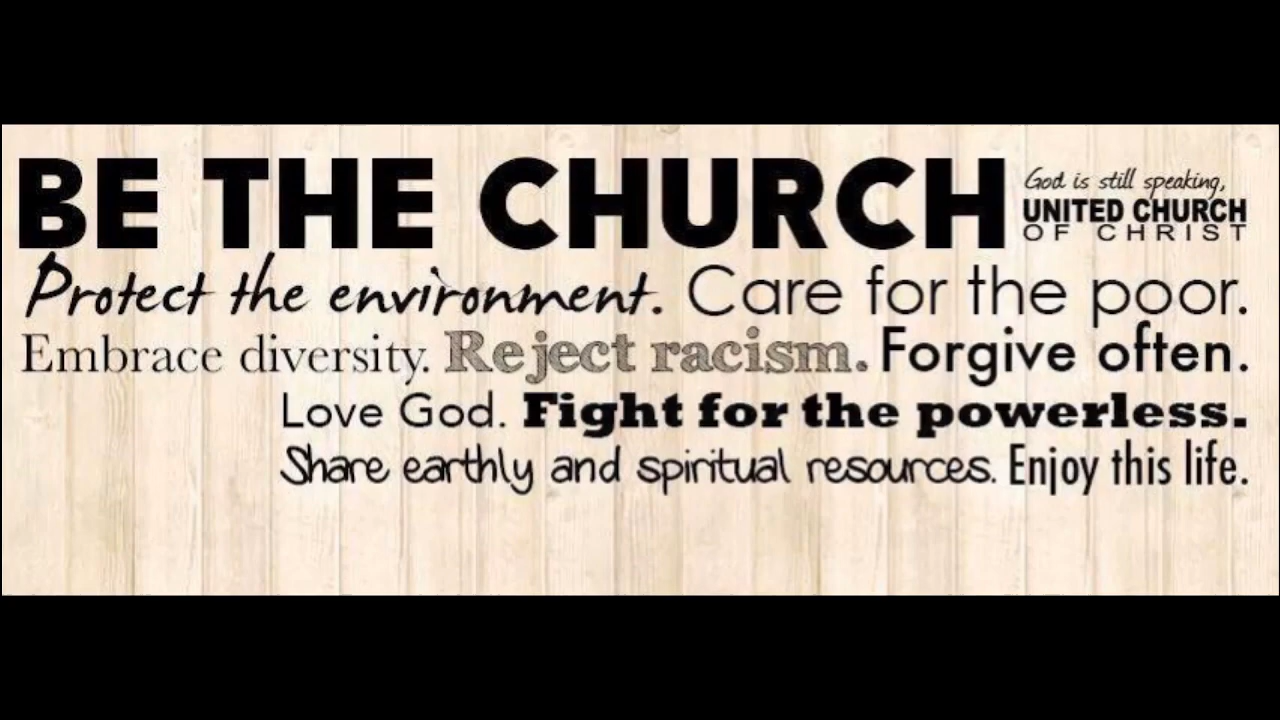 BE THE CHURCH
God is still speaking,
UNITED CHURCH
OF CHRIST
Protect the environment. Care for the poor.
Embrace diversity. Reject racism. Forgive often.
Love God. Fight for the powerless.
Share earthly and spiritual resources. Enjoy this life.